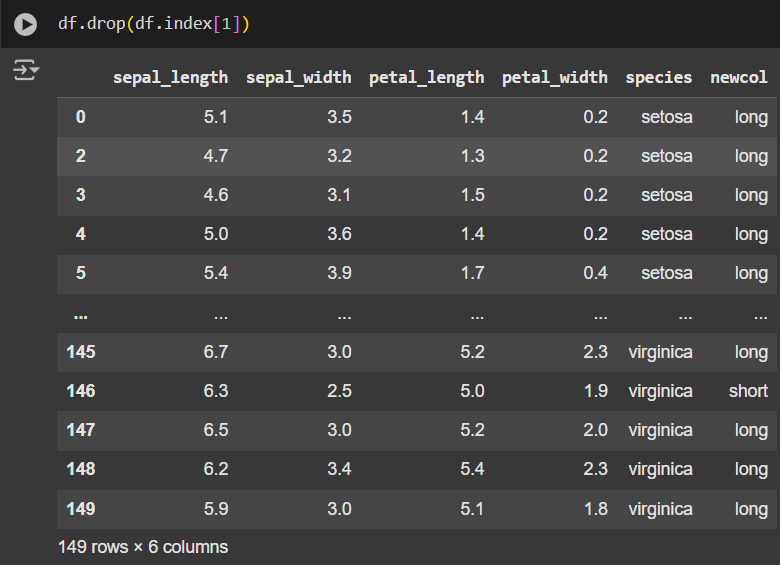 df.drop(df.index[1])
sepal_length sepal_width petal_length petal_width species newcol
0 5.1 3.5 1.4 0.2 setosa long
2 4.7 3.2 1.3 0.2 setosa long
3 4.6 3.1 1.5 0.2 setosa long
4 5.0 3.6 1.4 0.2 setosa long
5 5.4 3.9 1.7 0.4 setosa long
... ... ... ... ... ... ...
145 6.7 3.0 5.2 2.3 virginica long
146 6.3 2.5 5.0 1.9 virginica short
147 6.5 3.0 5.2 2.0 virginica long
148 6.2 3.4 5.4 2.3 virginica long
149 5.9 3.0 5.1 1.8 virginica long
149 rows × 6 columns